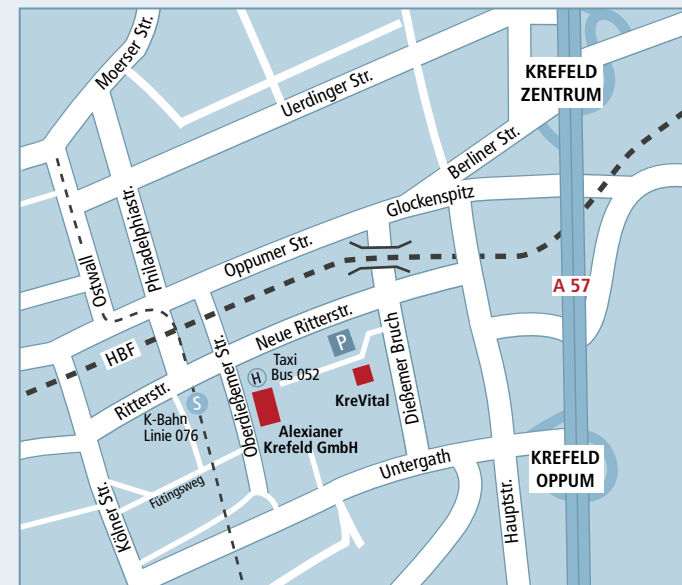 Moerser Str.
Uerdinger Str.
KREFELD
ZENTRUM
Berliner Str.
Glockenspitz
Philadelphiastr.
Ostwall
Oppumer Str.
A 57
HBF
Neue Ritterstr.
Ritterstr.
Oberdießemer Str.
P
H
Taxi
Bus 052
Dießemer Bruch
KreVital
S
K-Bahn
Linie 076
Alexianer
Krefeld GmbH
Untergath
KREFELD
OPPUM
Fütingsweg
Kölner Str.
Hauptstr.